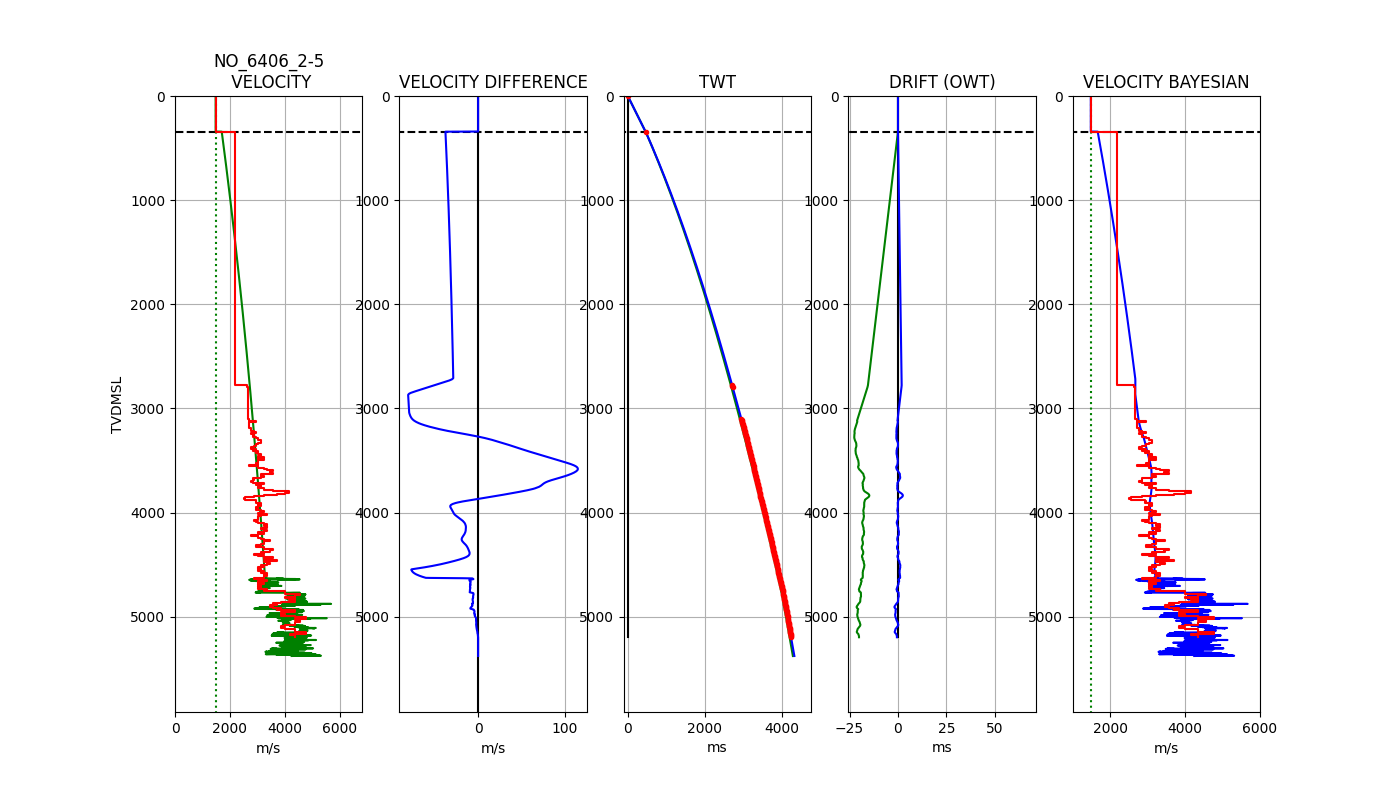 NO_6406_2-5
VELOCITY
VELOCITY DIFFERENCE
TWT
DRIFT (OWT)
VELOCITY BAYESIAN
0 0 0 0 0
1000 1000 1000 1000 1000
2000 2000 2000 2000 2000
3000 3000 3000 3000 3000
4000 4000 4000 4000 4000
5000 5000 5000 5000 5000
TVDMSL
0 2000 4000 6000
0 100
0 2000 4000
−25 0 25 50
2000 4000 6000
m/s
m/s
ms
ms
m/s